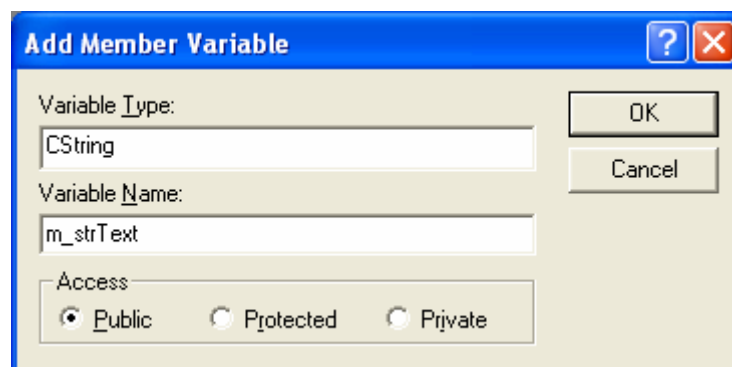 Add Member Variable
Variable Type:
OK
CString
Cancel
Variable Name:
m_strText
Access
Public Protected Private